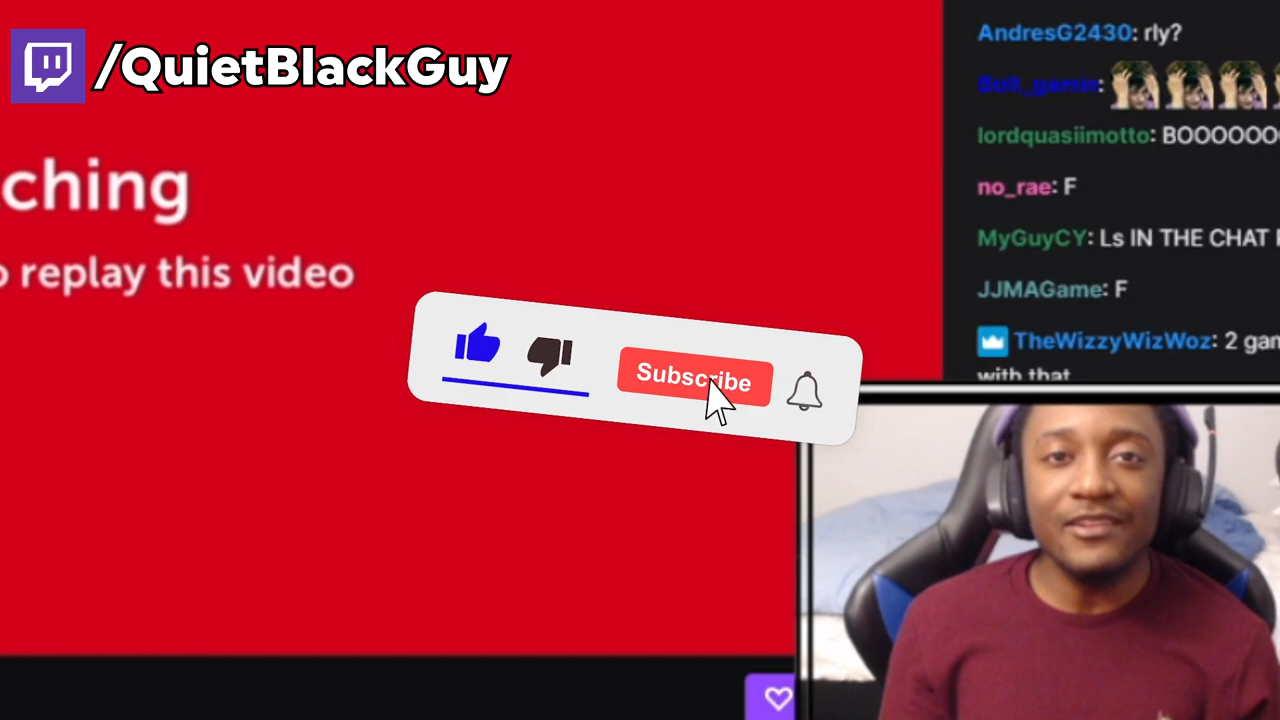 /QuietBlackGuy
ching
o replay this video
Subscribe
AndresG2430: rly?
lordquasiimotto: BOOOOOO
no_rae: F
MyGuyCY: Ls IN THE CHAT
JJMAGame: F
TheWizzyWizWoz: 2 gam
with that